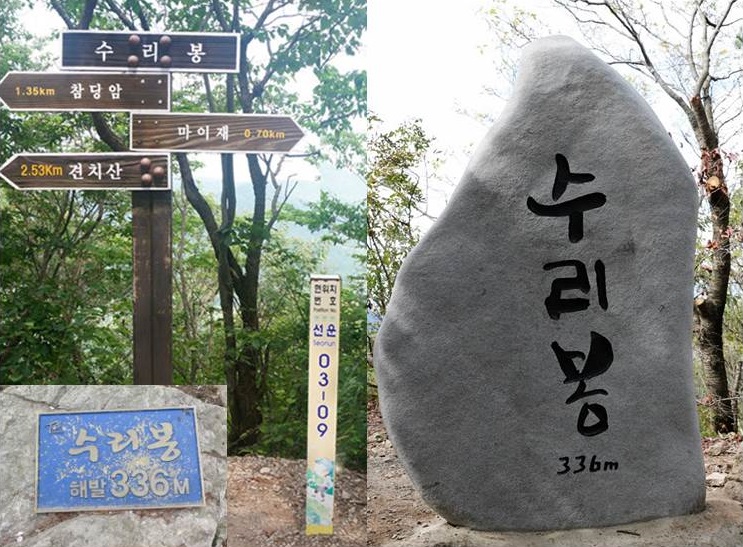 수리봉
1.35km 참당암
마이재 0.70km
2.53Km 견치산
현위치
번호
Position No.
선운
Seonun
03-09
수리봉
해발 336M
수
리
봉
336m